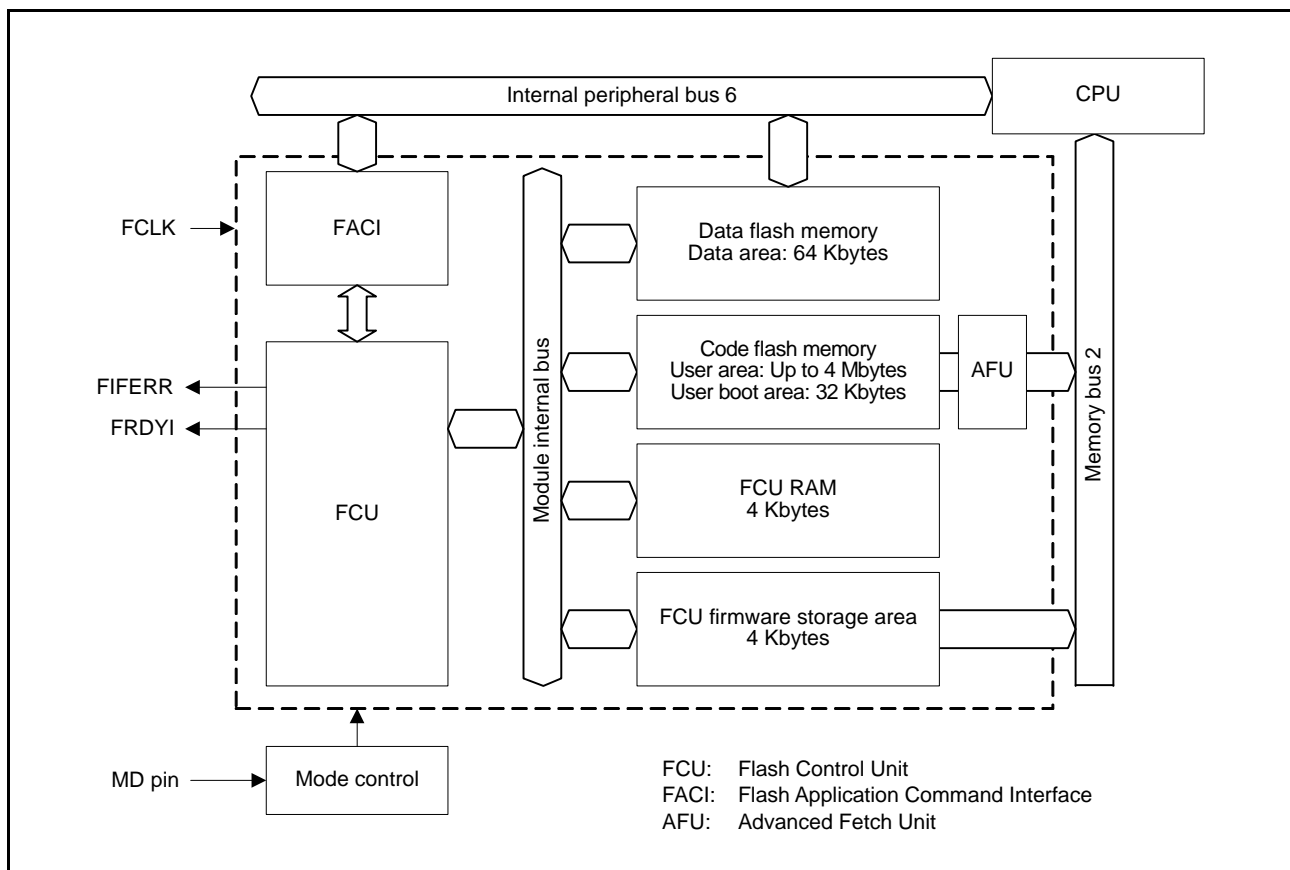 Internal peripheral bus 6
CPU
FCLK
FACI
Data flash memory
Data area: 64 Kbytes
Module internal bus
Code flash memory
User area: Up to 4 Mbytes
User boot area: 32 Kbytes
AFU
Memory bus 2
FIFERR
FRDYI
FCU
FCU RAM
4 Kbytes
FCU firmware storage area
4 Kbytes
MD pin
Mode control
FCU: Flash Control Unit
FACI: Flash Application Command Interface
AFU: Advanced Fetch Unit